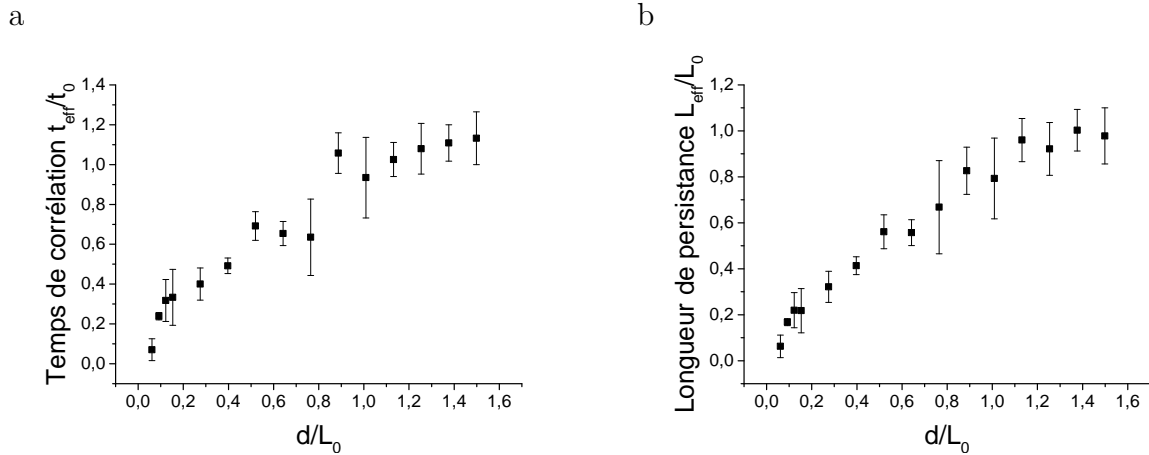 a
b
Temps de corrélation t_eff/t_0
1,4
1,2
1,0
0,8
0,6
0,4
0,2
0,0
0,0 0,2 0,4 0,6 0,8 1,0 1,2 1,4 1,6
d/L_0
Longueur de persistance L_eff/L_0
1,2
1,0
0,8
0,6
0,4
0,2
0,0
0,0 0,2 0,4 0,6 0,8 1,0 1,2 1,4 1,6
d/L_0